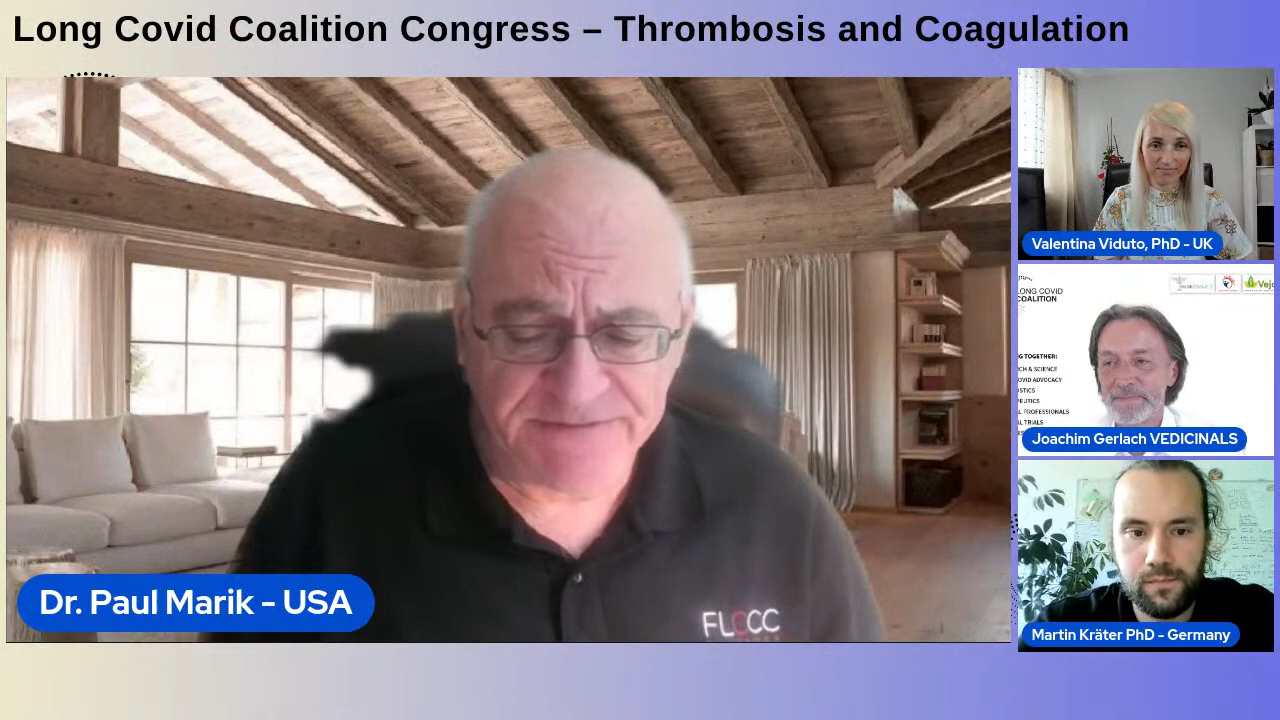 Long Covid Coalition Congress – Thrombosis and Coagulation
Dr. Paul Marik - USA
FLCCC
Valentina Viduto, PhD - UK
LONG COVID
COALITION
Joachim Gerlach VEDICINALS
Martin Kräter PhD - Germany